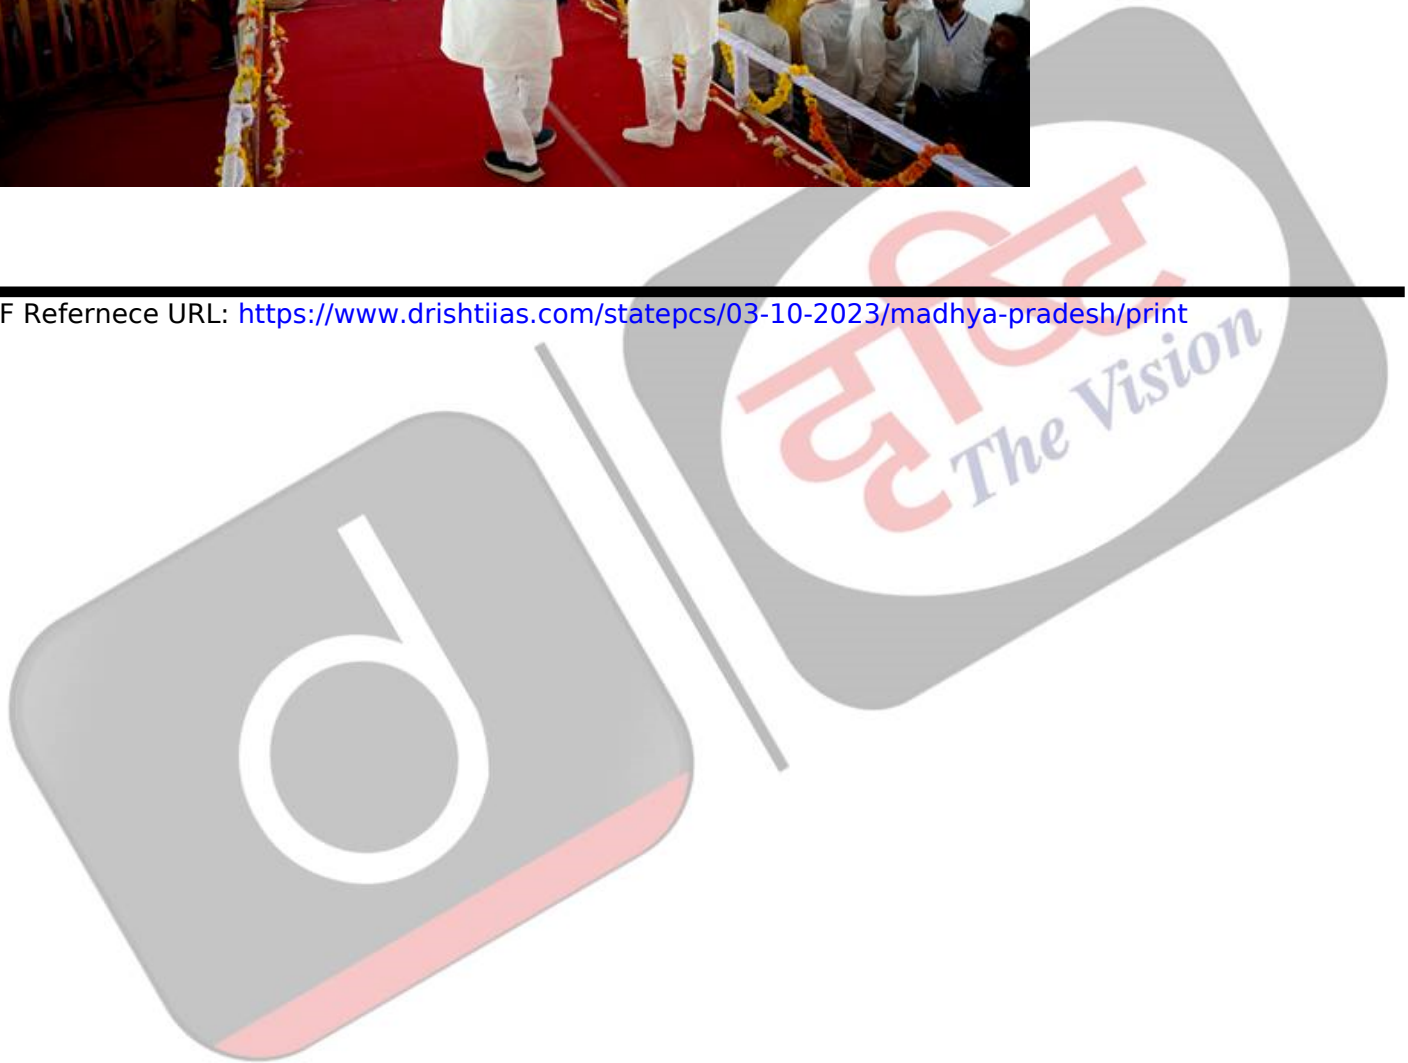 F Refernece URL: https://www.drishtiias.com/statepcs/03-10-2023/madhya-pradesh/print
दृष्टि
The Vision
d